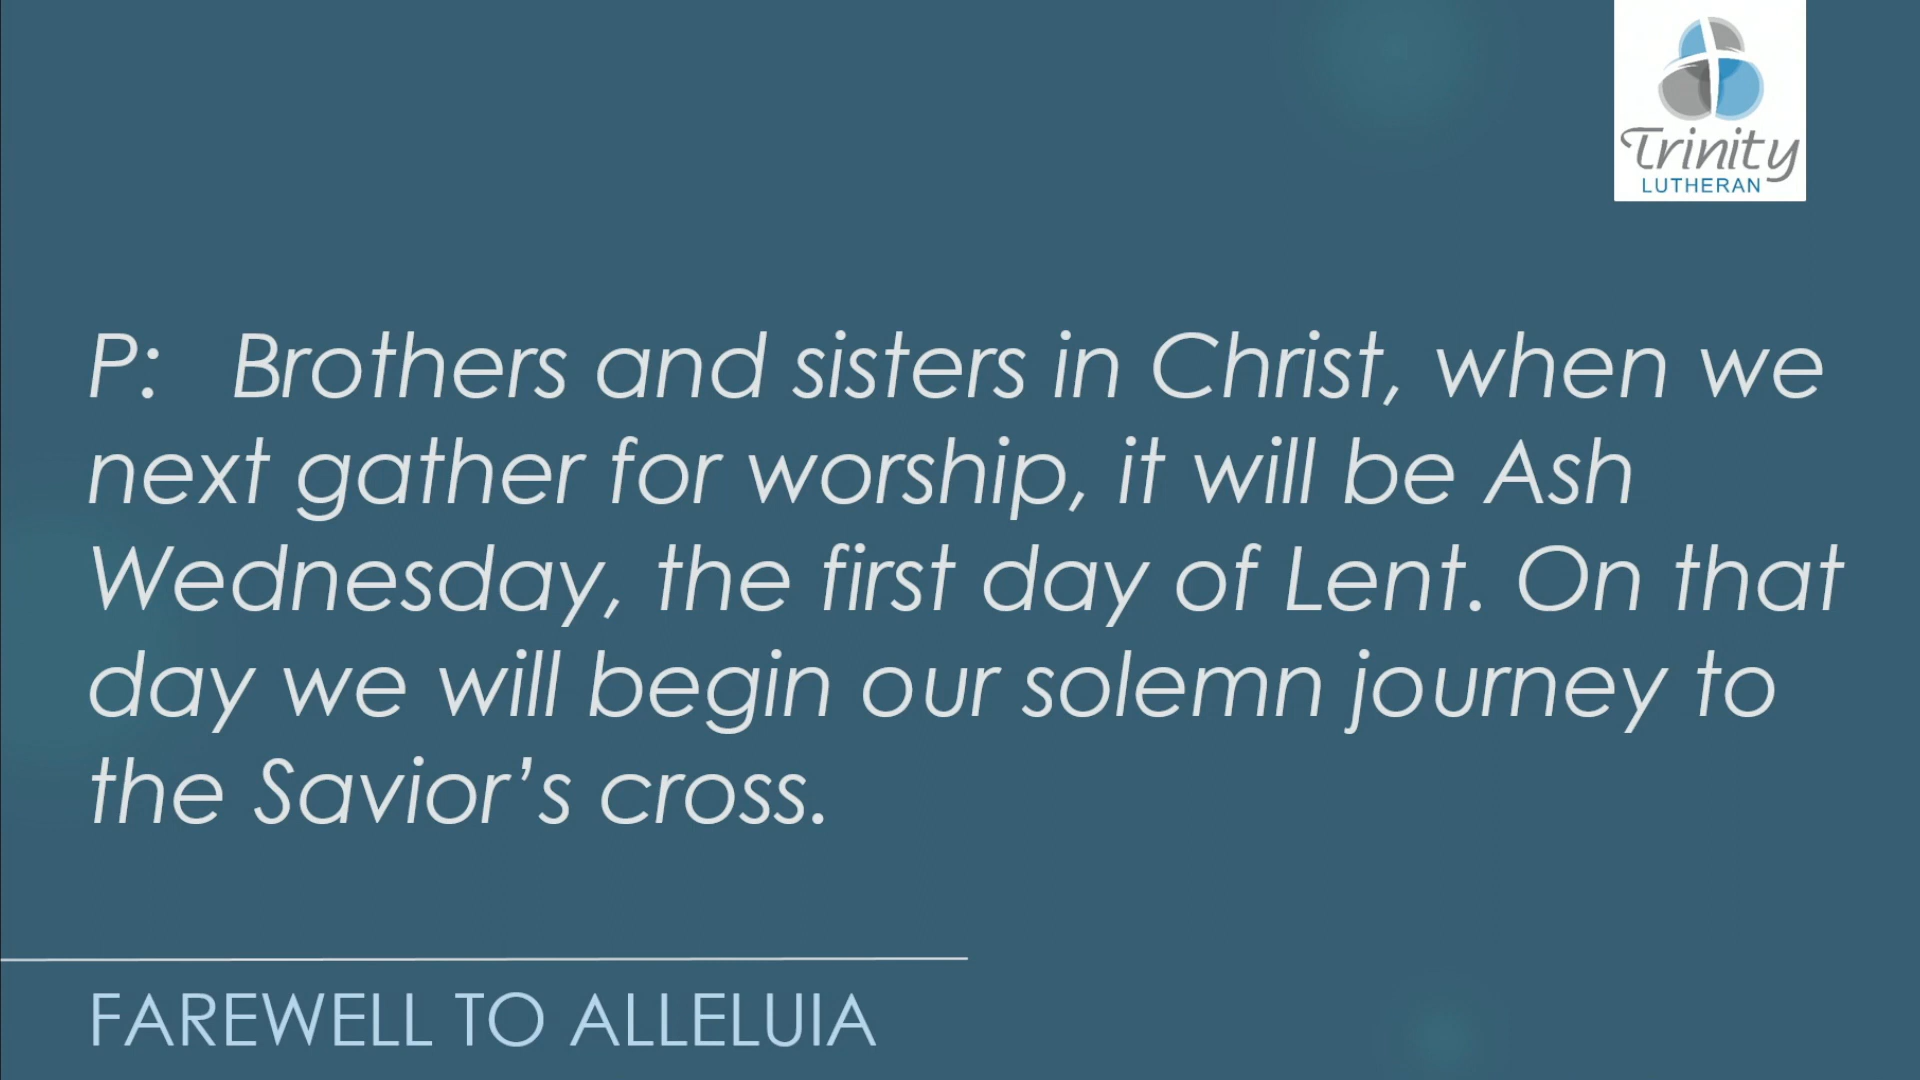 Trinity
LUTHERAN
P: Brothers and sisters in Christ, when we
next gather for worship, it will be Ash
Wednesday, the first day of Lent. On that
day we will begin our solemn journey to
the Savior’s cross.
FAREWELL TO ALLELUIA